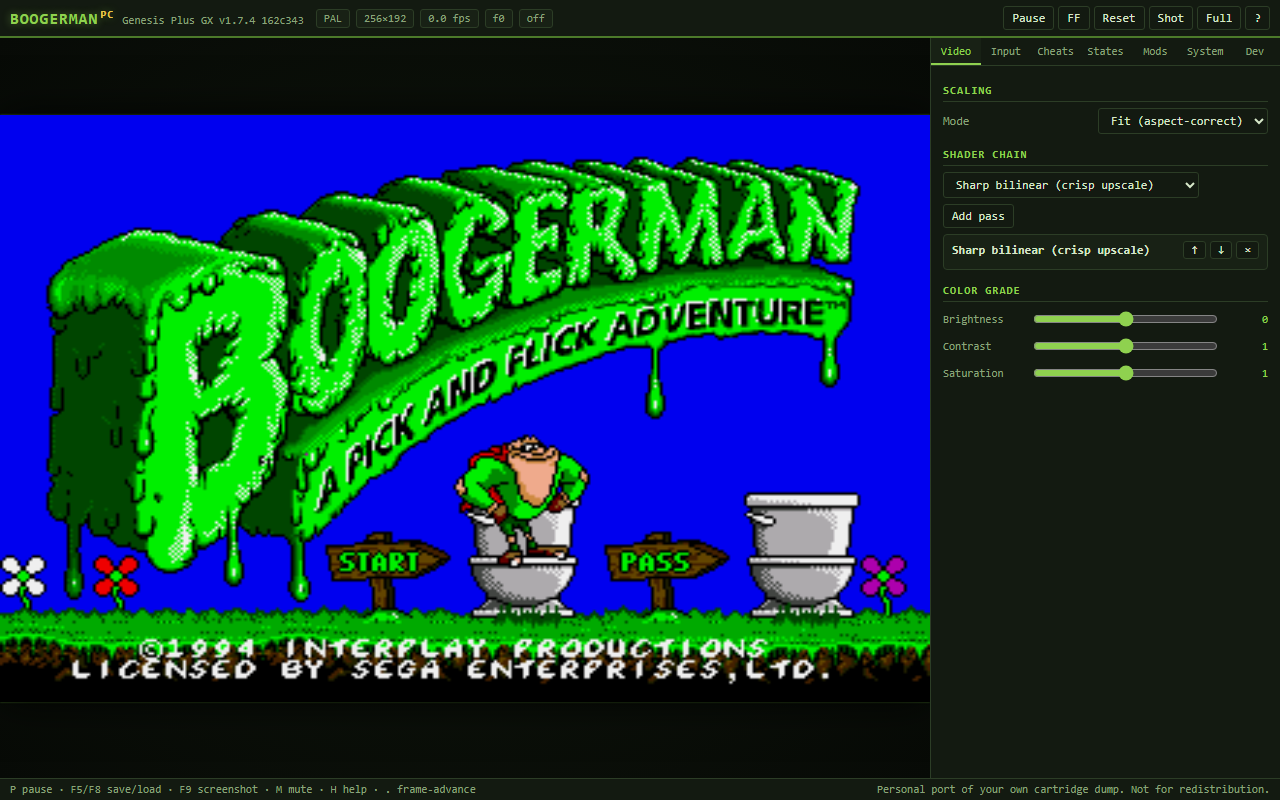 BOOGERMAN PC Genesis Plus GX v1.7.4 162c343 PAL 256×192 0.0 fps f0 off Pause FF Reset Shot Full ?
Video Input Cheats States Mods System Dev
SCALING
Mode Fit (aspect-correct)
SHADER CHAIN
Sharp bilinear (crisp upscale)
Add pass
Sharp bilinear (crisp upscale) ↑ ↓ ×
COLOR GRADE
Brightness 0
Contrast 1
Saturation 1
BOOGERMAN
A PICK AND FLICK ADVENTURE™
START PASS
©1994 INTERPLAY PRODUCTIONS
LICENSED BY SEGA ENTERPRISES,LTD.
P pause · F5/F8 save/load · F9 screenshot · M mute · H help · . frame-advance
Personal port of your own cartridge dump. Not for redistribution.